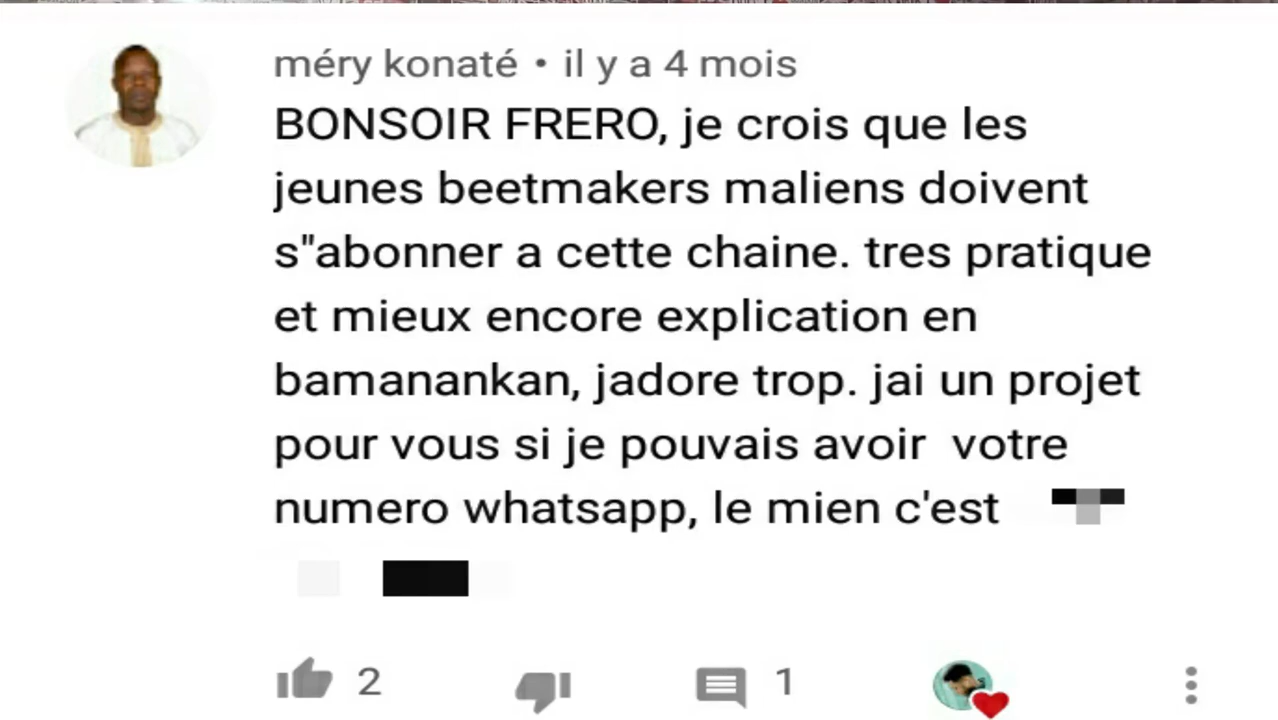 méry konaté • il y a 4 mois
BONSOIR FRERO, je crois que les
jeunes beetmakers maliens doivent
s"abonner a cette chaine. tres pratique
et mieux encore explication en
bamanankan, jadore trop. jai un projet
pour vous si je pouvais avoir  votre
numero whatsapp, le mien c'est
2 1